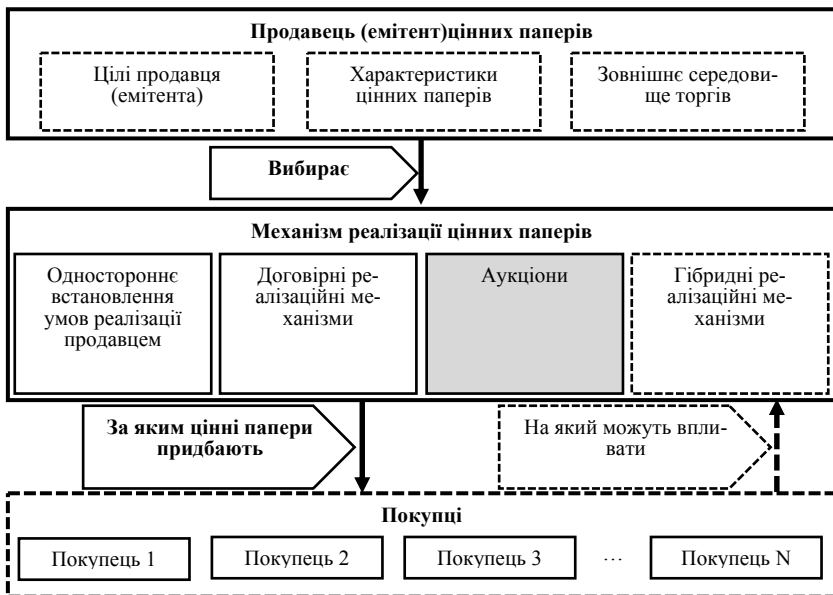 Продавець (емітент)цінних паперів
Цілі продавця
(емітента)
Характеристики
цінних паперів
Зовнішнє середови-
ще торгів
Вибирає
Механізм реалізації цінних паперів
Одностороннє
встановлення
умов реалізації
продавцем
Договірні ре-
алізаційні ме-
ханізми
Аукціони
Гібридні ре-
алізаційні ме-
ханізми
За яким цінні папери
придбають
На який можуть впли-
вати
Покупці
Покупець 1
Покупець 2
Покупець 3
…
Покупець N